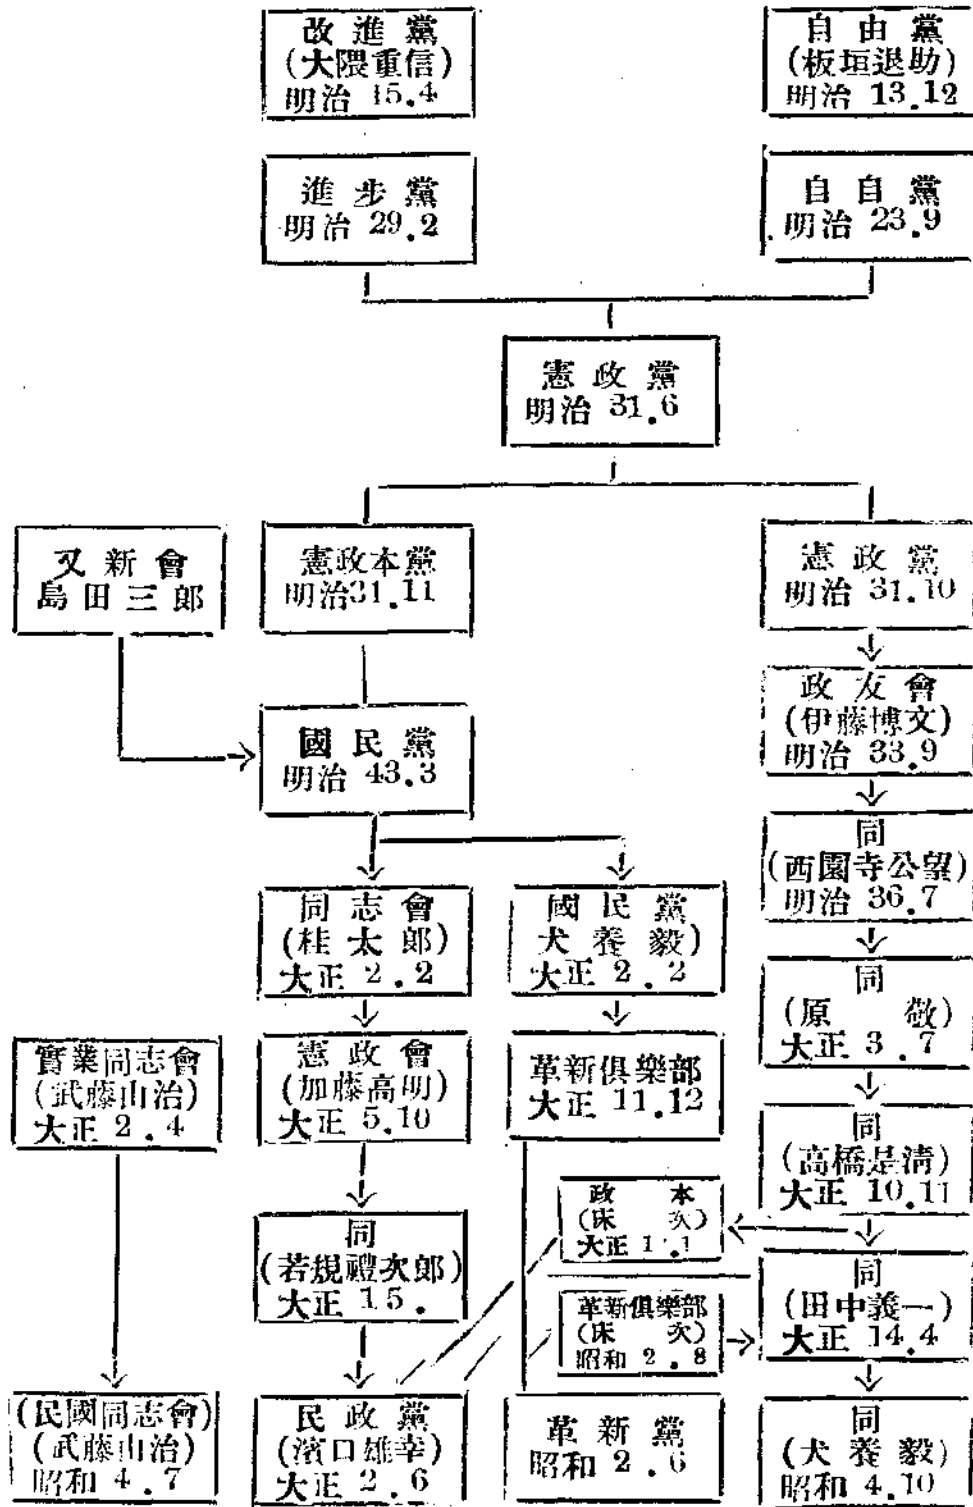 改進黨
(大隈重信)
明治 15.4
自由黨
(板垣退助)
明治 13.12
進步黨
明治 29.2
自自黨
明治 23.9
憲政黨
明治 31.6
又新會
島田三郎
憲政本黨
明治31.11
憲政黨
明治 31.10
政友會
(伊藤博文)
明治 33.9
國民黨
明治 43.3
同
(西園寺公望)
明治 36.7
同志會
(桂太郎)
大正 2.2
國民黨
犬養毅)
大正 2.2
同
(原 敬)
大正 3.7
實業同志會
(武藤山治)
大正 2.4
憲政會
(加藤高明)
大正 5.10
革新俱樂部
大正 11.12
同
(高橋是清)
大正 10.11
政 本
(床 次)
大正
同
(若規禮次郎)
大正 15.
革新俱樂部
(床 次)
昭和 2.8
同
(田中義一)
大正 14.4
(民國同志會)
(武藤山治)
昭和 4.7
民政黨
(濱口雄幸)
大正 2.6
革新黨
昭和 2.6
同
(犬養毅)
昭和 4.10